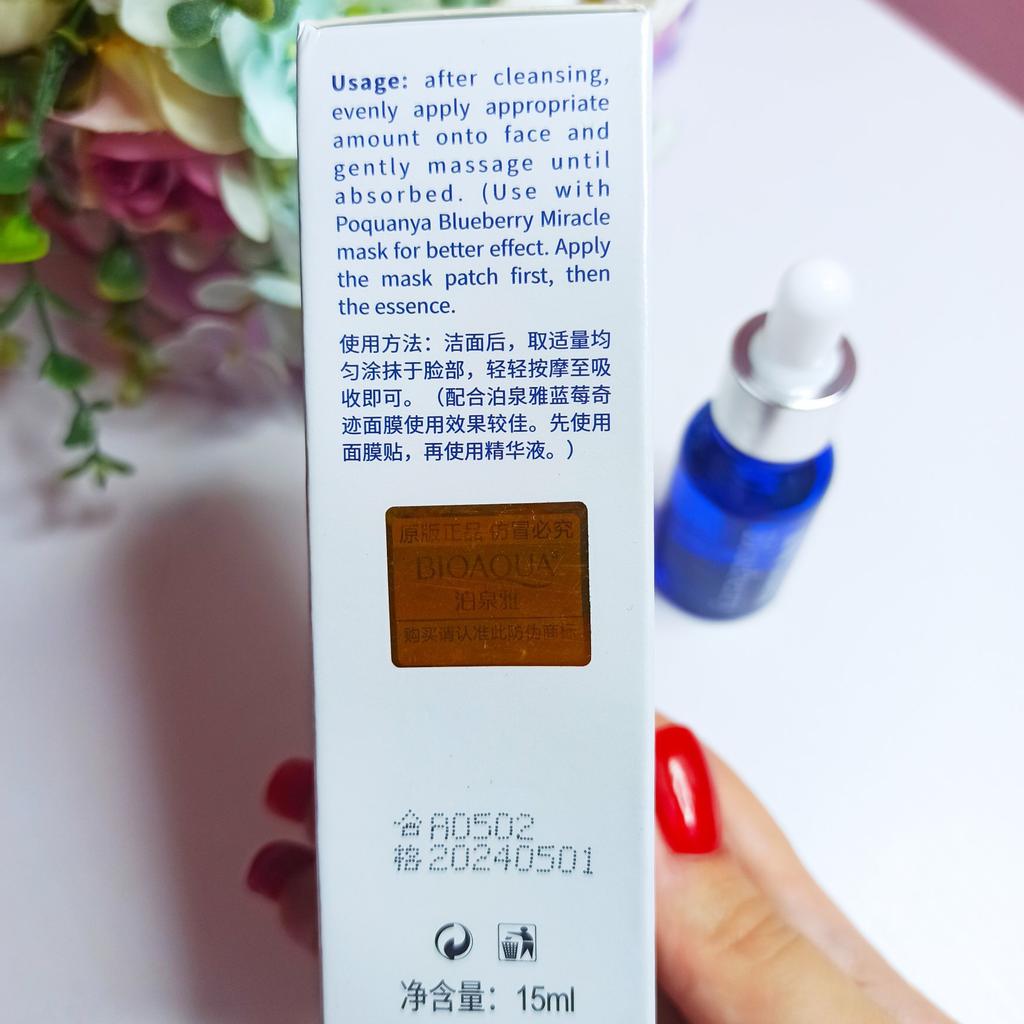 Usage: after cleansing,
evenly apply appropriate
amount onto face and
gently massage until
absorbed. (Use with
Poquanya Blueberry Miracle
mask for better effect. Apply
the mask patch first, then
the essence.
使用方法：洁面后，取适量均
匀涂抹于脸部，轻轻按摩至吸
收即可。（配合泊泉雅蓝莓奇
迹面膜使用效果较佳。先使用
面膜贴，再使用精华液。）
原版正品 仿冒必究
BIOAQUA®
泊泉雅
购买请认准此防伪商标
合 A0502
格 20240501
净含量：15ml